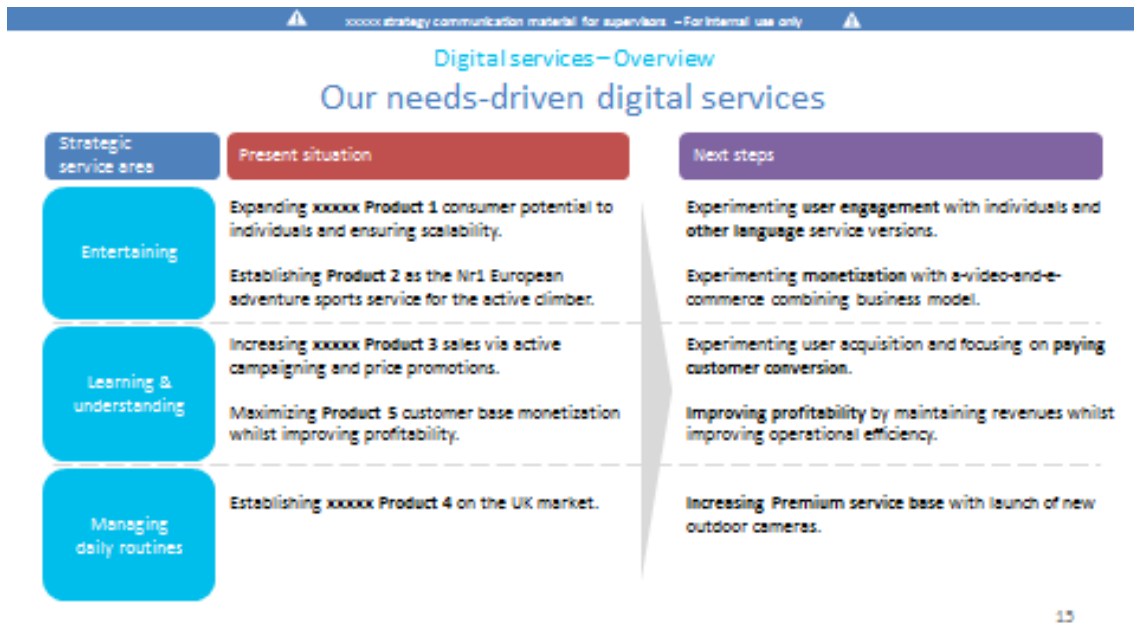 xxxxx strategy communication material for supervisors – For internal use only
Digital services – Overview
Our needs-driven digital services
Strategic
service area
Present situation
Next steps
Entertaining
Expanding xxxxx Product 1 consumer potential to
individuals and ensuring scalability.
Establishing Product 2 as the Nr1 European
adventure sports service for the active climber.
Experimenting user engagement with individuals and
other language service versions.
Experimenting monetization with a-video-and-e-
commerce combining business model.
Learning &
understanding
Increasing xxxxx Product 3 sales via active
campaigning and price promotions.
Maximizing Product 5 customer base monetization
whilst improving profitability.
Experimenting user acquisition and focusing on paying
customer conversion.
Improving profitability by maintaining revenues whilst
improving operational efficiency.
Managing
daily routines
Establishing xxxxx Product 4 on the UK market.
Increasing Premium service base with launch of new
outdoor cameras.
15